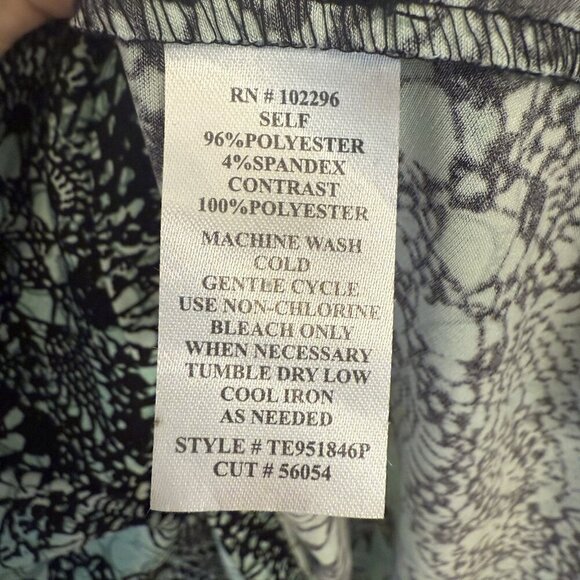 RN # 102296
SELF
96%POLYESTER
4%SPANDEX
CONTRAST
100%POLYESTER
MACHINE WASH
COLD
GENTLE CYCLE
USE NON-CHLORINE
BLEACH ONLY
WHEN NECESSARY
TUMBLE DRY LOW
COOL IRON
AS NEEDED
STYLE # TE951846P
CUT # 56054